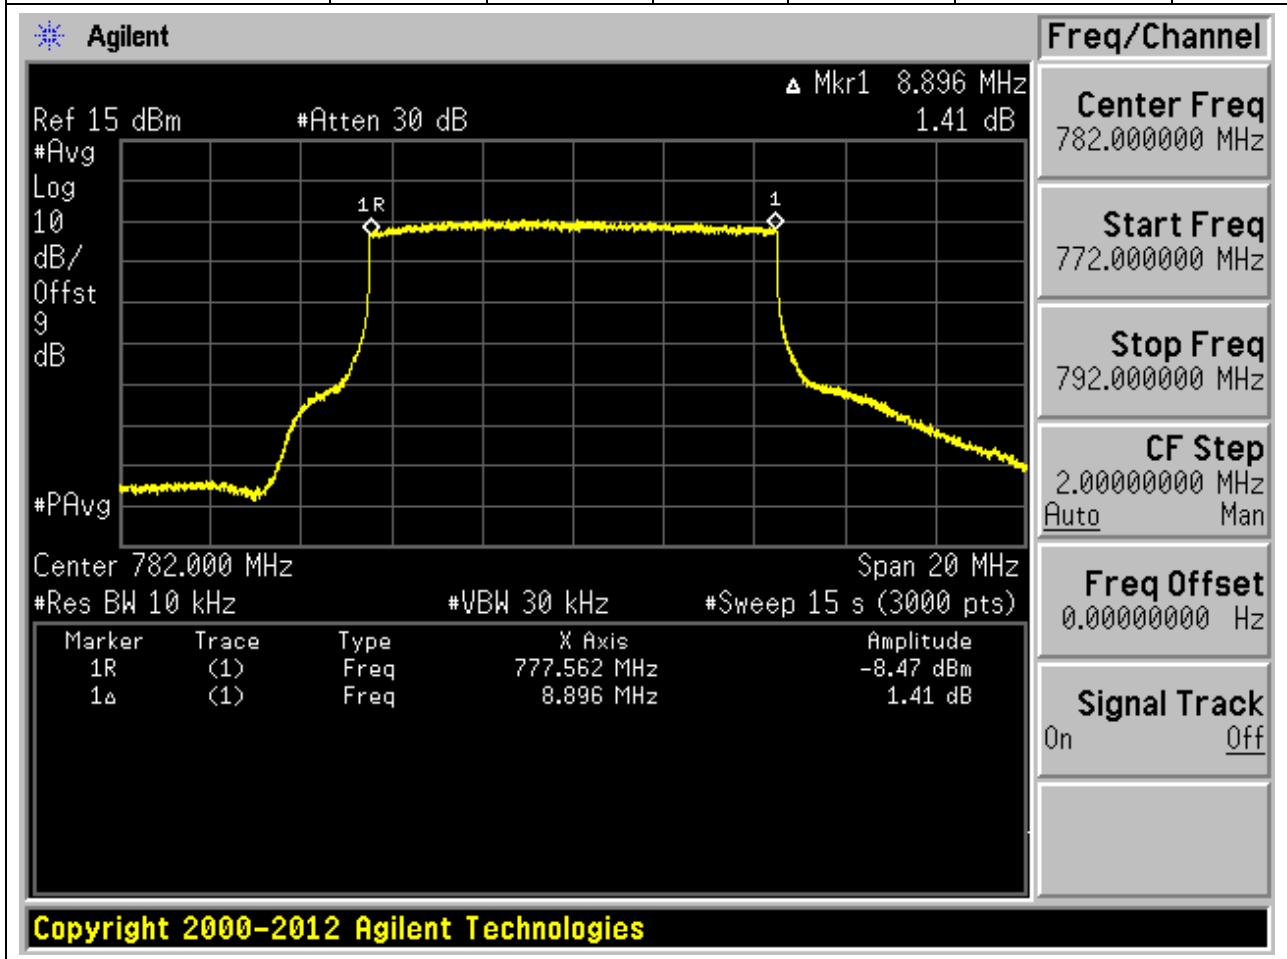 Agilent
Freq/Channel
Δ Mkr1 8.896 MHz
Ref 15 dBm #Atten 30 dB 1.41 dB
#Avg
Log
10
dB/
Offst
9
dB
#PAvg
1R
1
Center 782.000 MHz Span 20 MHz
#Res BW 10 kHz #VBW 30 kHz #Sweep 15 s (3000 pts)
Marker Trace Type X Axis Amplitude
1R (1) Freq 777.562 MHz -8.47 dBm
1Δ (1) Freq 8.896 MHz 1.41 dB
Center Freq
782.000000 MHz
Start Freq
772.000000 MHz
Stop Freq
792.000000 MHz
CF Step
2.00000000 MHz
Auto Man
Freq Offset
0.00000000 Hz
Signal Track
On Off
Copyright 2000-2012 Agilent Technologies